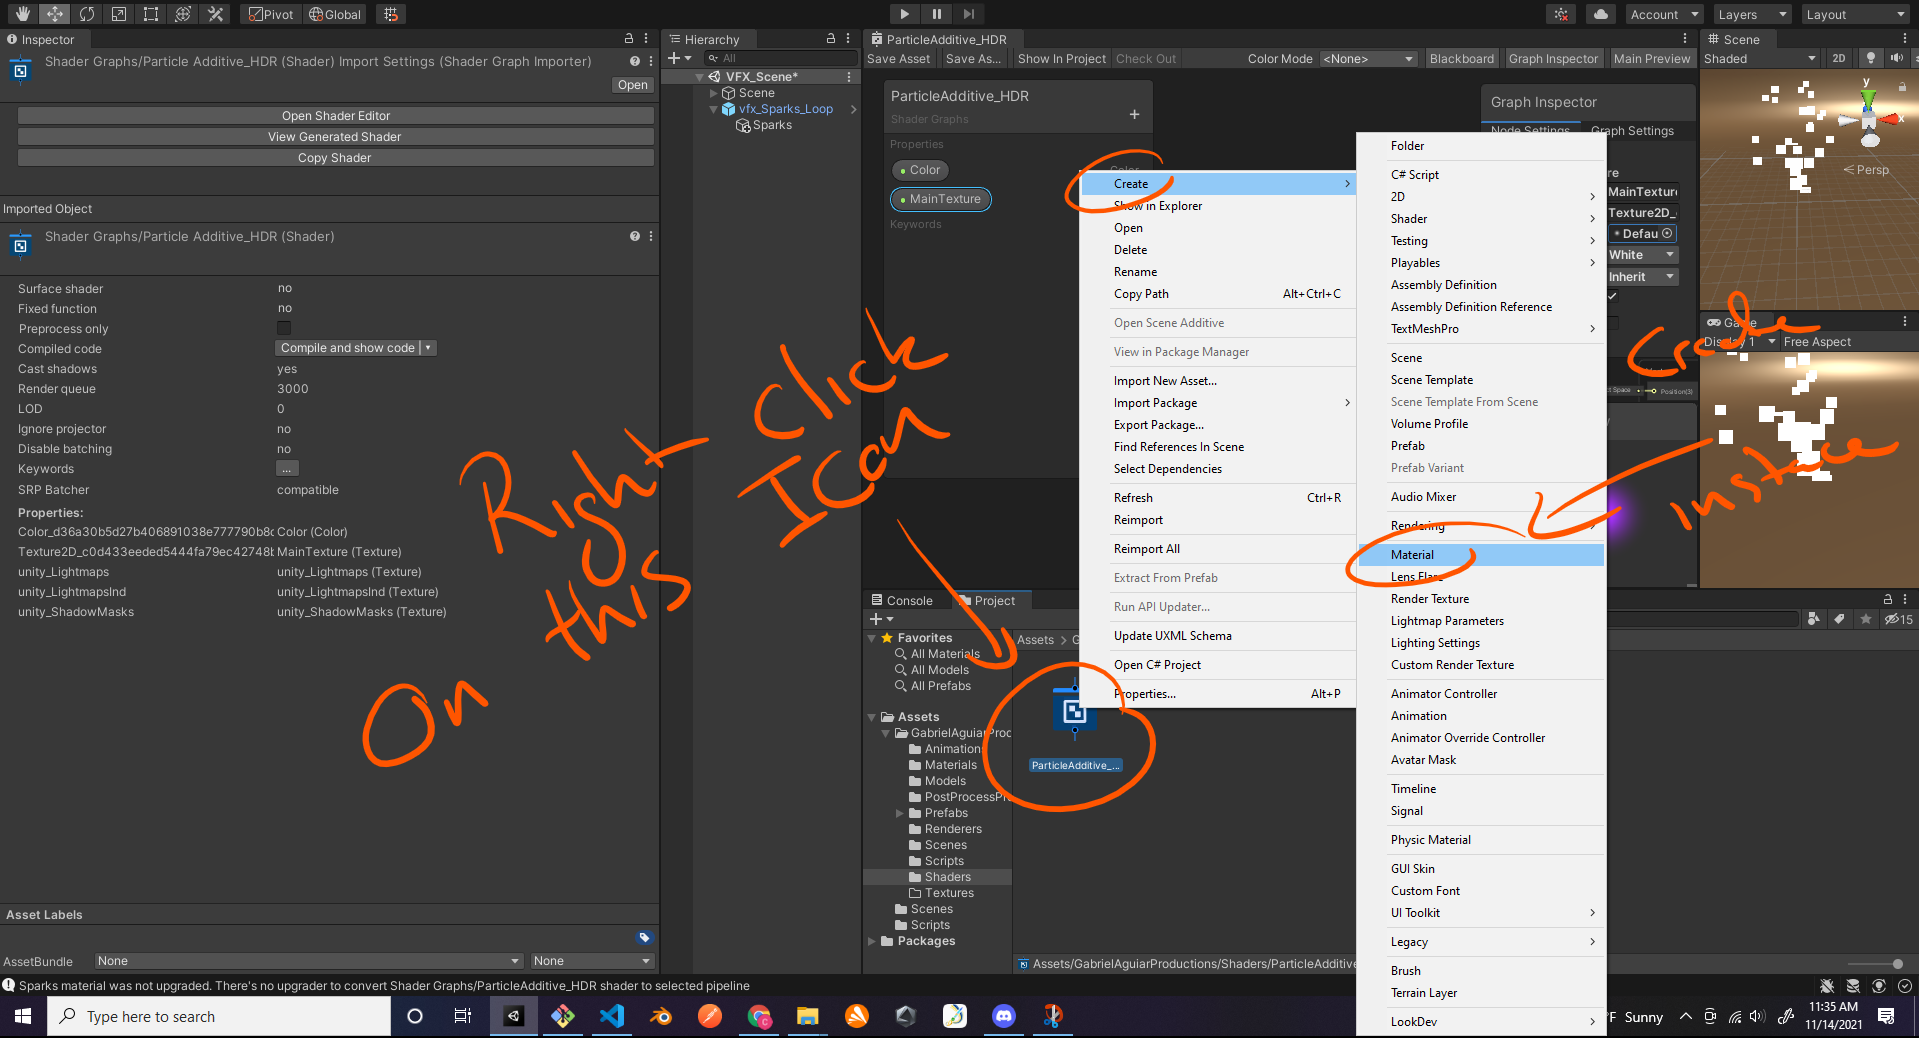 Pivot
Global
Account
Layers
Layout
Inspector
Shader Graphs/Particle Additive_HDR (Shader) Import Settings (Shader Graph Importer)
Open
Open Shader Editor
View Generated Shader
Copy Shader
Imported Object
Shader Graphs/Particle Additive_HDR (Shader)
Surface shader no
Fixed function no
Preprocess only
Compiled code Compile and show code
Cast shadows yes
Render queue 3000
LOD 0
Ignore projector no
Disable batching no
Keywords ...
SRP Batcher compatible
Properties:
Color_d36a30b5d27b406891038e777790b8c Color (Color)
Texture2D_c0d433eeded5444fa79ec42748b MainTexture (Texture)
unity_Lightmaps unity_Lightmaps (Texture)
unity_LightmapsInd unity_LightmapsInd (Texture)
unity_ShadowMasks unity_ShadowMasks (Texture)
Asset Labels
AssetBundle None None
Hierarchy
All
VFX_Scene*
Scene
vfx_Sparks_Loop
Sparks
ParticleAdditive_HDR
Save Asset Save As... Show In Project Check Out Color Mode <None> Blackboard Graph Inspector Main Preview
ParticleAdditive_HDR
Shader Graphs
Properties
Color Color
MainTexture
Keywords
Graph Inspector
Node Settings Graph Settings
MainTexture
Texture2D_
Defau
White
Inherit
Position(3)
Create
Show in Explorer
Open
Delete
Rename
Copy Path Alt+Ctrl+C
Open Scene Additive
View in Package Manager
Import New Asset...
Import Package
Export Package...
Find References In Scene
Select Dependencies
Refresh Ctrl+R
Reimport
Reimport All
Extract From Prefab
Run API Updater...
Update UXML Schema
Open C# Project
Properties... Alt+P
Folder
C# Script
2D
Shader
Testing
Playables
Assembly Definition
Assembly Definition Reference
TextMeshPro
Scene
Scene Template
Scene Template From Scene
Volume Profile
Prefab
Prefab Variant
Audio Mixer
Rendering
Material
Lens Flare
Render Texture
Lightmap Parameters
Lighting Settings
Custom Render Texture
Animator Controller
Animation
Animator Override Controller
Avatar Mask
Timeline
Signal
Physic Material
GUI Skin
Custom Font
UI Toolkit
Legacy
Brush
Terrain Layer
LookDev
Scene
Shaded 2D
y
x
Persp
Game
Display 1 Free Aspect
Right click
On this Icon
Create
instace
Console Project
15
Favorites
All Materials
All Models
All Prefabs
Assets
GabrielAguiarProc
Animations
Materials
Models
PostProcessPr
Prefabs
Renderers
Scenes
Scripts
Shaders
Textures
Scenes
Scripts
Packages
Assets > G
ParticleAdditive_...
Assets/GabrielAguiarProductions/Shaders/ParticleAdditive
Sparks material was not upgraded. There's no upgrader to convert Shader Graphs/ParticleAdditive_HDR shader to selected pipeline
Type here to search
°F Sunny
11:35 AM
11/14/2021